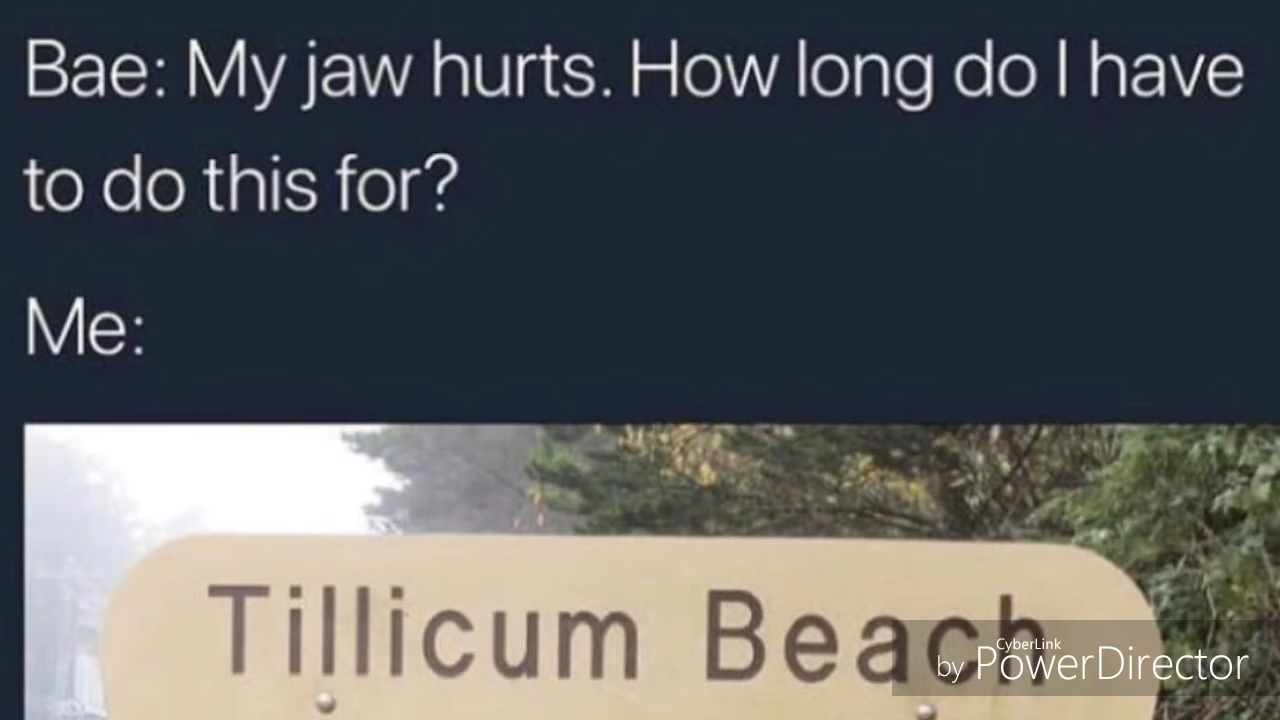 Bae: My jaw hurts. How long do I have
to do this for?
Me:
Tillicum Beach
CyberLink
by PowerDirector